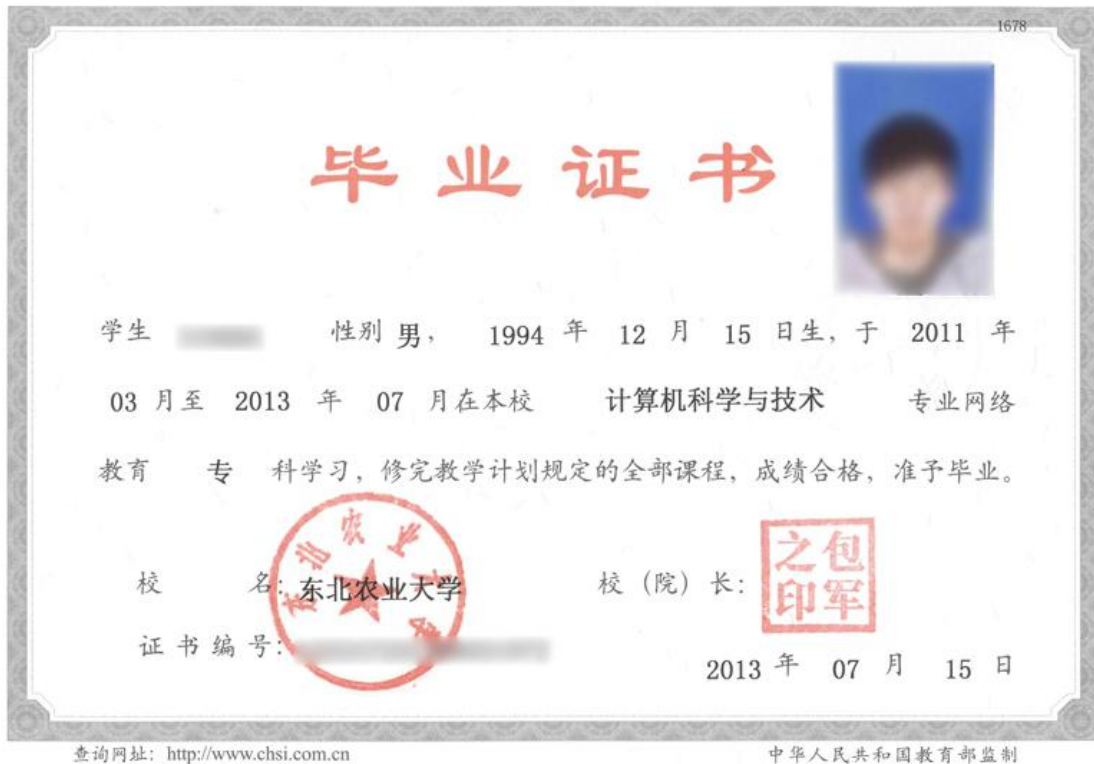 1678
毕业证书
学生 性别 男， 1994 年 12 月 15 日生，于 2011 年
03 月至 2013 年 07 月在本校 计算机科学与技术 专业网络
教育 专 科学习，修完教学计划规定的全部课程，成绩合格，准予毕业。
东北农业大学
之包印军
校 名：东北农业大学 校（院）长：
证书编号：
2013 年 07 月 15 日
查询网址：http://www.chsi.com.cn 中华人民共和国教育部监制